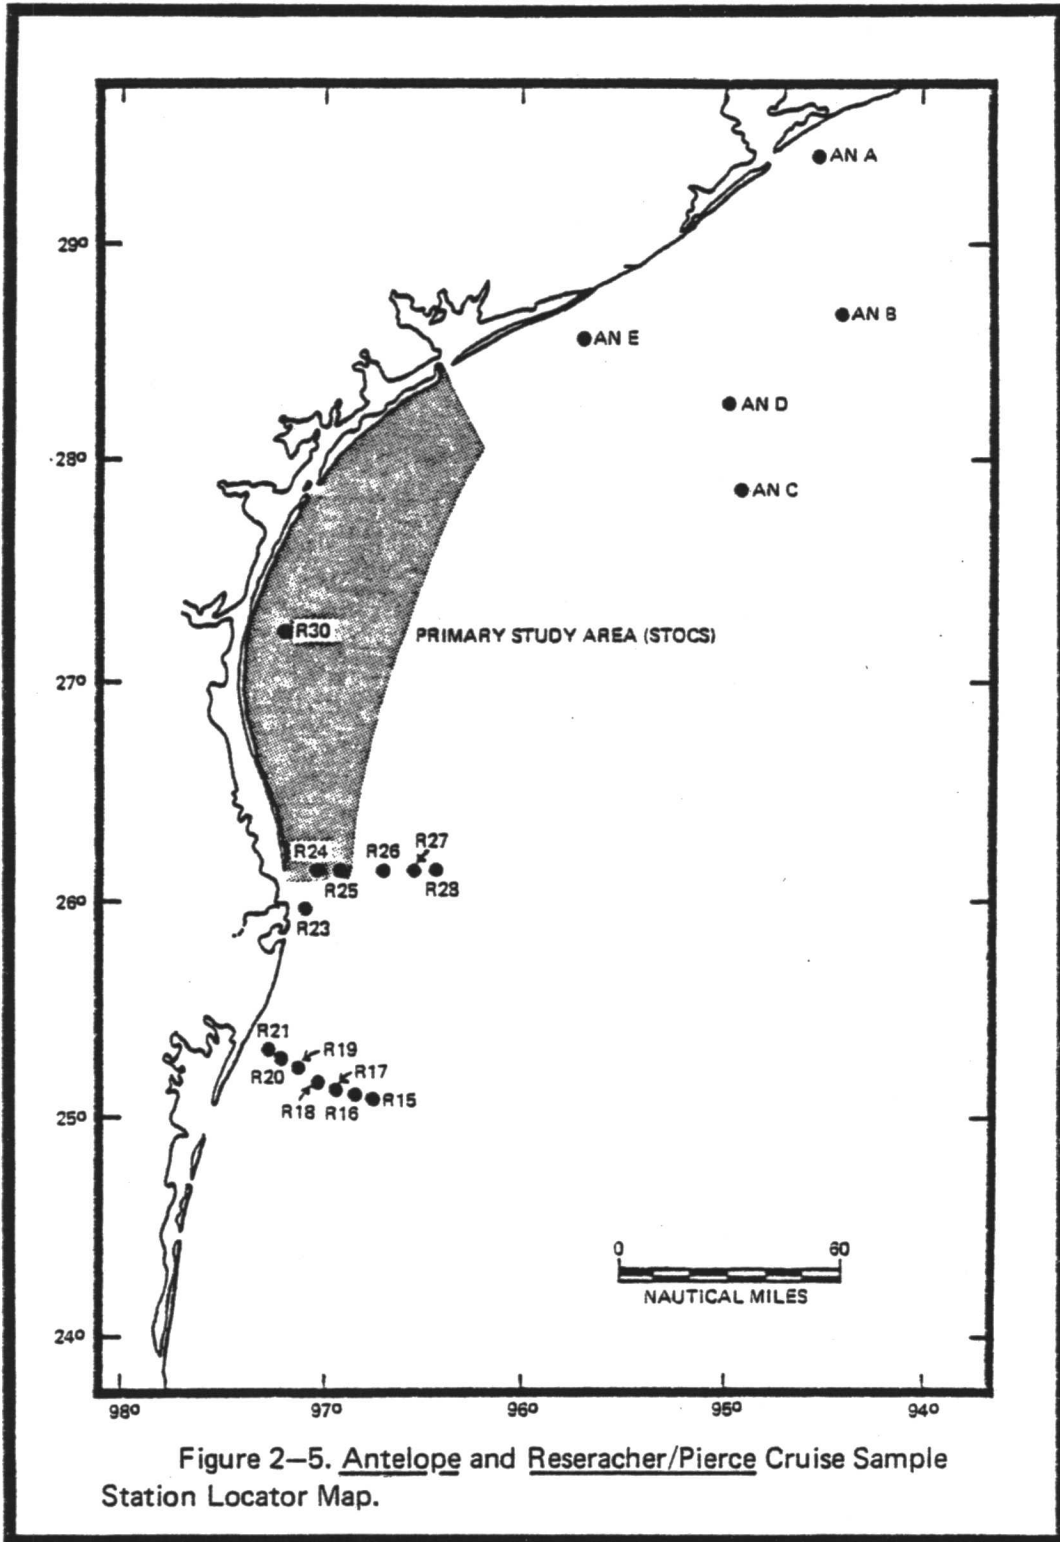 AN A
29°
AN B
AN E
AN D
28°
AN C
R30
PRIMARY STUDY AREA (STOCS)
27°
R27
R24
R26
R25
R28
26°
R23
R21
R19
R20
R17
R18
R16
R15
25°
0
60
NAUTICAL MILES
24°
98°
97°
96°
95°
94°
Figure 2–5. Antelope and Reseracher/Pierce Cruise Sample
Station Locator Map.